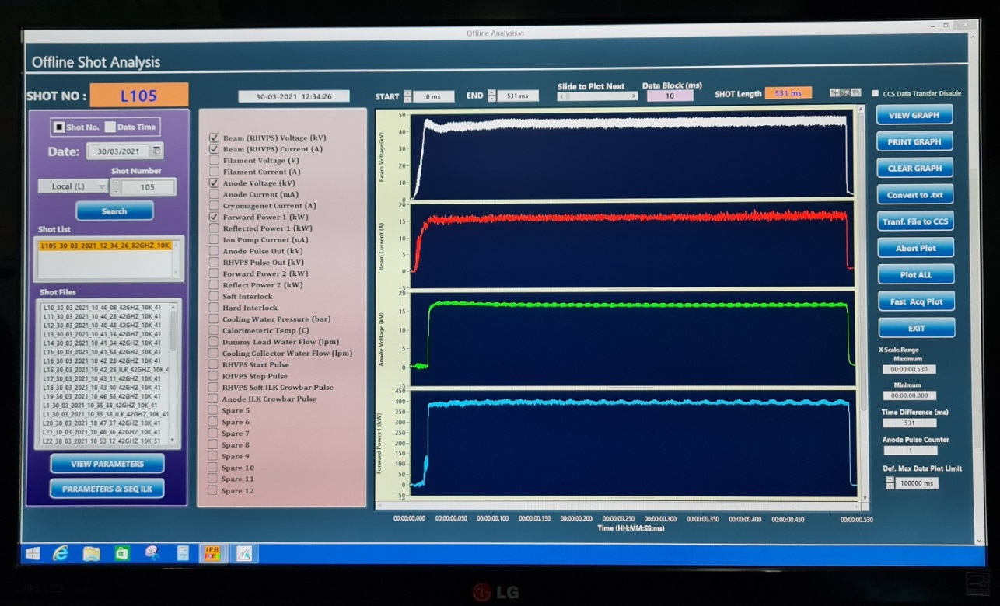 Offline Analysis.vi
Offline Shot Analysis
SHOT NO :
L105
30-03-2021 12:34:26
START
0 ms
END
531 ms
Slide to Plot Next
Data Block (ms)
10
SHOT Length
531 ms
CCS Data Transfer Disable
Shot No.
Date Time
Date:
30/03/2021
Shot Number
Local (L)
105
Search
Shot List
L105_30_03_2021_12_34_26_82GHZ_10K
Shot Files
L10_30_03_2021_10_40_08_42GHZ_10K_41
L11_30_03_2021_10_40_28_42GHZ_10K_41
L12_30_03_2021_10_40_48_42GHZ_10K_41
L13_30_03_2021_10_41_14_42GHZ_10K_41
L14_30_03_2021_10_41_34_42GHZ_10K_41
L15_30_03_2021_10_41_58_42GHZ_10K_41
L16_30_03_2021_10_42_28_42GHZ_10K_41
L16_30_03_2021_10_42_28_ILK_42GHZ_10K_4
L17_30_03_2021_10_43_11_42GHZ_10K_41
L18_30_03_2021_10_43_40_42GHZ_10K_41
L19_30_03_2021_10_46_58_42GHZ_10K_41
L1_30_03_2021_10_35_38_42GHZ_10K_41
L1_30_03_2021_10_35_38_ILK_42GHZ_10K_41
L20_30_03_2021_10_47_37_42GHZ_10K_41
L21_30_03_2021_10_48_36_42GHZ_10K_41
L22_30_03_2021_10_53_12_42GHZ_10K_51
VIEW PARAMETERS
PARAMETERS & SEQ ILK
Beam (RHVPS) Voltage (kV)
Beam (RHVPS) Current (A)
Filament Voltage (V)
Filament Current (A)
Anode Voltage (kV)
Anode Current (mA)
Cryomagenet Current (A)
Forward Power 1 (kW)
Reflected Power 1 (kW)
Ion Pump Currnet (uA)
Anode Pulse Out (kV)
RHVPS Pulse Out (kV)
Forward Power 2 (kW)
Reflect Power 2 (kW)
Soft Interlock
Hard Interlock
Cooling Water Pressure (bar)
Calorimeteric Temp (C)
Dummy Load Water Flow (lpm)
Cooling Collector Water Flow (lpm)
RHVPS Start Pulse
RHVPS Stop Pulse
RHVPS Soft ILK Crowbar Pulse
Anode ILK Crowbar Pulse
Spare 5
Spare 6
Spare 7
Spare 8
Spare 9
Spare 10
Spare 11
Spare 12
Beam Voltage(kV)
50
40
30
20
10
Beam Current (A)
20
15
10
5
0
-5
Anode Voltage (kV)
20
15
10
5
0
-5
Forward Power1 (kW)
450
400
350
300
250
200
150
100
50
0
-50
00:00:00.000 00:00:00.050 00:00:00.100 00:00:00.150 00:00:00.200 00:00:00.250 00:00:00.300 00:00:00.350 00:00:00.400 00:00:00.450 00:00:00.530
Time (HH:MM:SS:ms)
VIEW GRAPH
PRINT GRAPH
CLEAR GRAPH
Convert to .txt
Tranf. File to CCS
Abort Plot
Plot ALL
Fast Acq Plot
EXIT
X Scale.Range
Maximum
00:00:00.530
Minimum
00:00:00.000
Time Difference (ms)
531
Anode Pulse Counter
1
Def. Max Data Plot Limit
100000 ms
IPR
LG